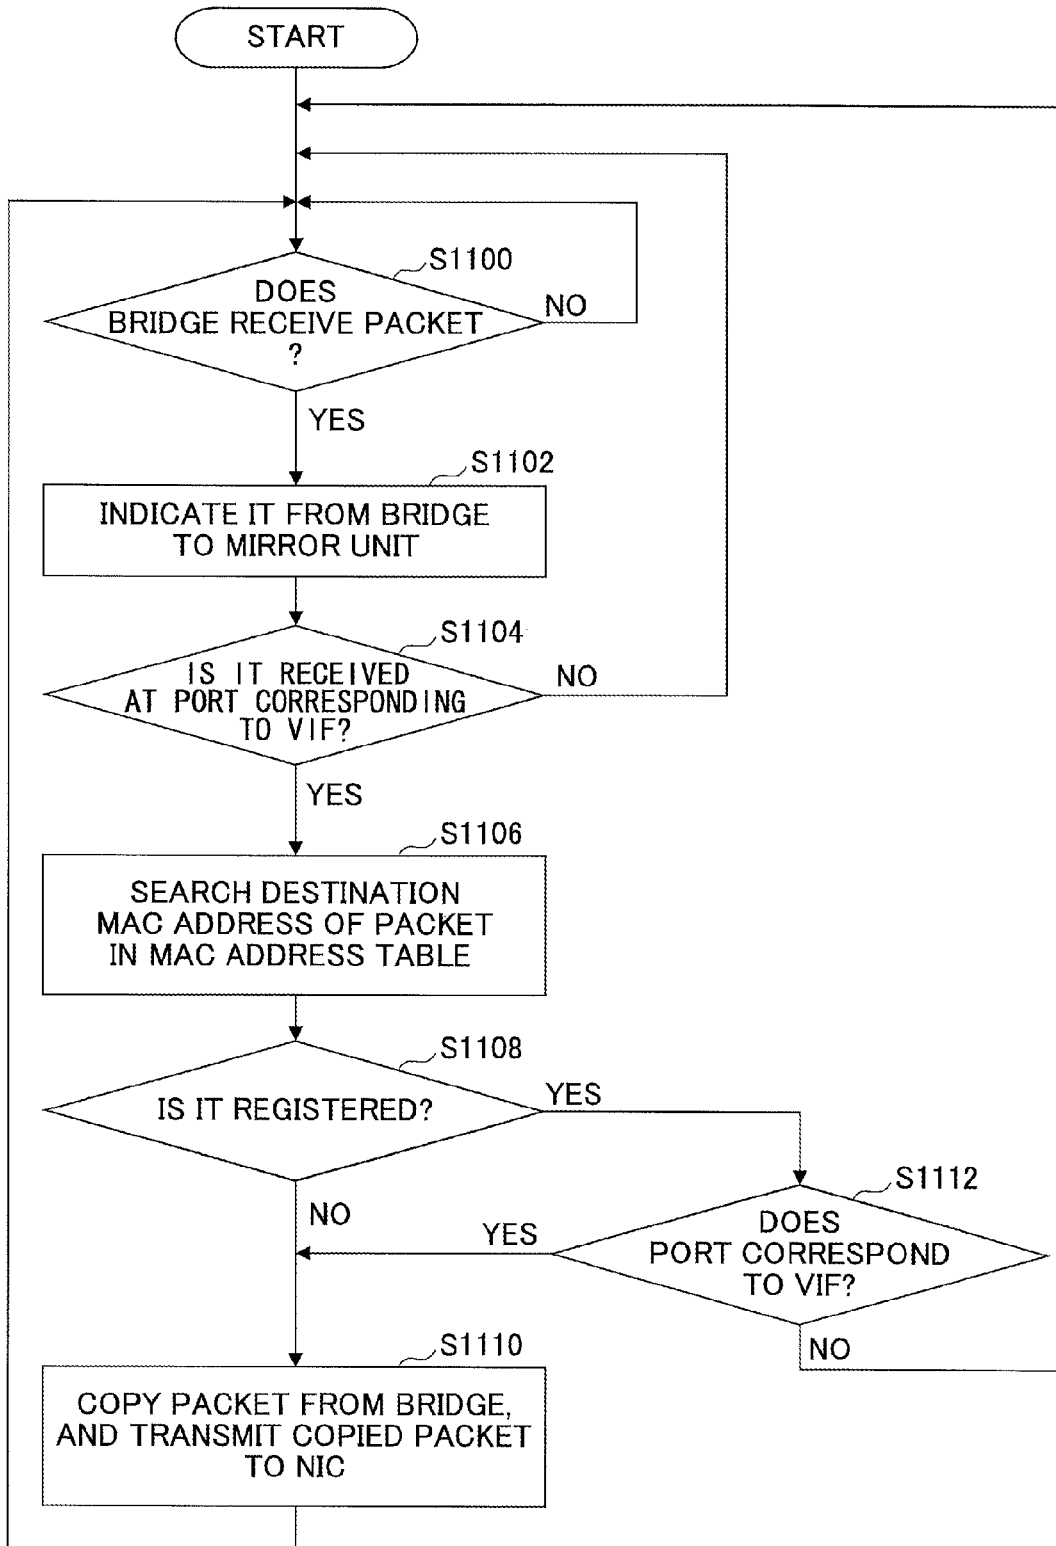 START
S1100
DOES
BRIDGE RECEIVE PACKET
?
NO
YES
S1102
INDICATE IT FROM BRIDGE
TO MIRROR UNIT
S1104
IS IT RECEIVED
AT PORT CORRESPONDING
TO VIF?
NO
YES
S1106
SEARCH DESTINATION
MAC ADDRESS OF PACKET
IN MAC ADDRESS TABLE
S1108
IS IT REGISTERED?
YES
NO
S1112
DOES
PORT CORRESPOND
TO VIF?
YES
NO
S1110
COPY PACKET FROM BRIDGE,
AND TRANSMIT COPIED PACKET
TO NIC